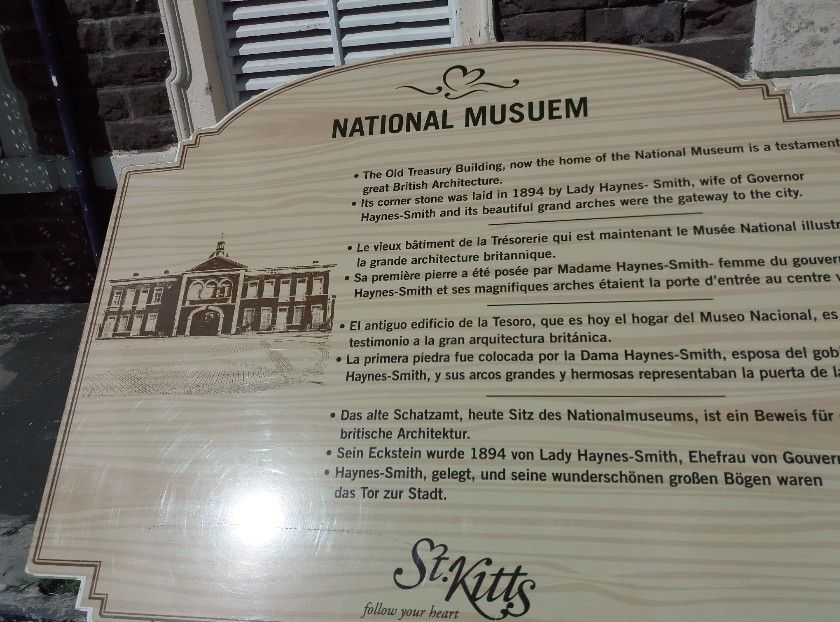 NATIONAL MUSUEM
• The Old Treasury Building, now the home of the National Museum is a testament
great British Architecture.
• Its corner stone was laid in 1894 by Lady Haynes- Smith, wife of Governor
Haynes-Smith and its beautiful grand arches were the gateway to the city.
• Le vieux bâtiment de la Trésorerie qui est maintenant le Musée National illustr
la grande architecture britannique.
• Sa première pierre a été posée par Madame Haynes-Smith- femme du gouver
Haynes-Smith et ses magnifiques arches étaient la porte d'entrée au centre v
• El antiguo edificio de la Tesoro, que es hoy el hogar del Museo Nacional, es
testimonio a la gran arquitectura británica.
• La primera piedra fue colocada por la Dama Haynes-Smith, esposa del gob
Haynes-Smith, y sus arcos grandes y hermosas representaban la puerta de la
• Das alte Schatzamt, heute Sitz des Nationalmuseums, ist ein Beweis für
britische Architektur.
• Sein Eckstein wurde 1894 von Lady Haynes-Smith, Ehefrau von Gouver
• Haynes-Smith, gelegt, und seine wunderschönen großen Bögen waren
das Tor zur Stadt.
St. Kitts
follow your heart